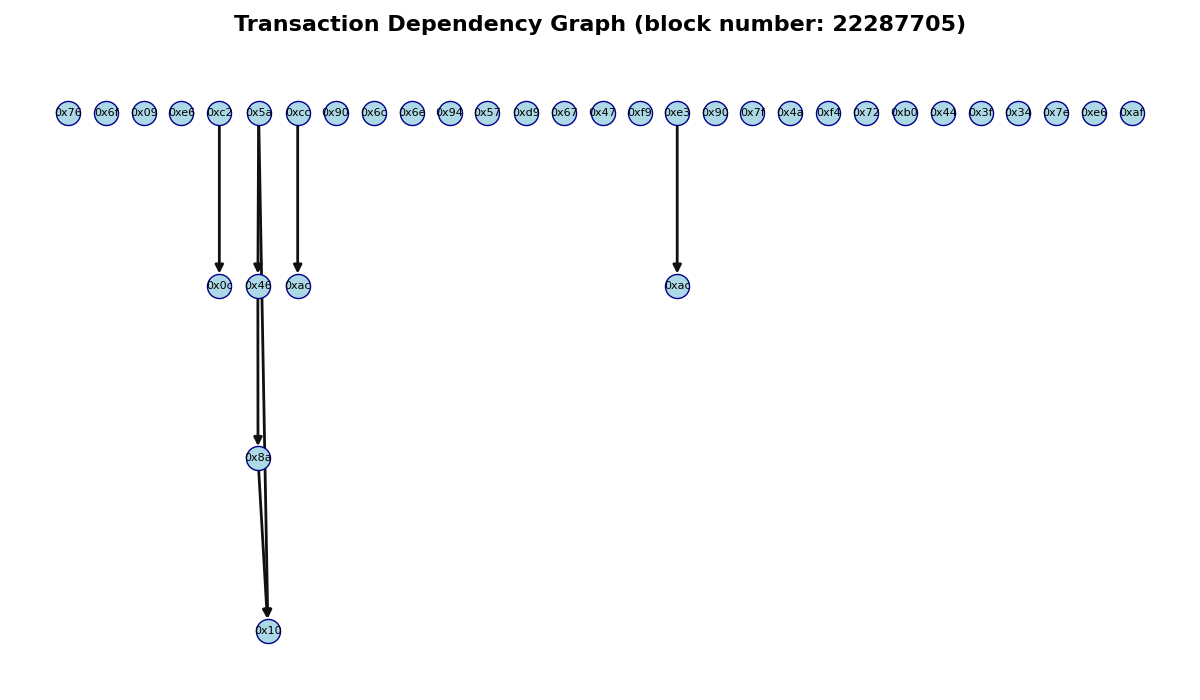 Transaction Dependency Graph (block number: 22287705)
0x76 0x6f 0x09 0xe6 0xc2 0x5a 0xcc 0x90 0x6c 0x6e 0x94 0x57 0xd9 0x67 0x47 0xf9 0xe3 0x90 0x7f 0x4a 0xf4 0x72 0xb0 0x44 0x3f 0x34 0x7e 0xe6 0xaf
0x0c 0x46 0xac 0xac
0x8a
0x10